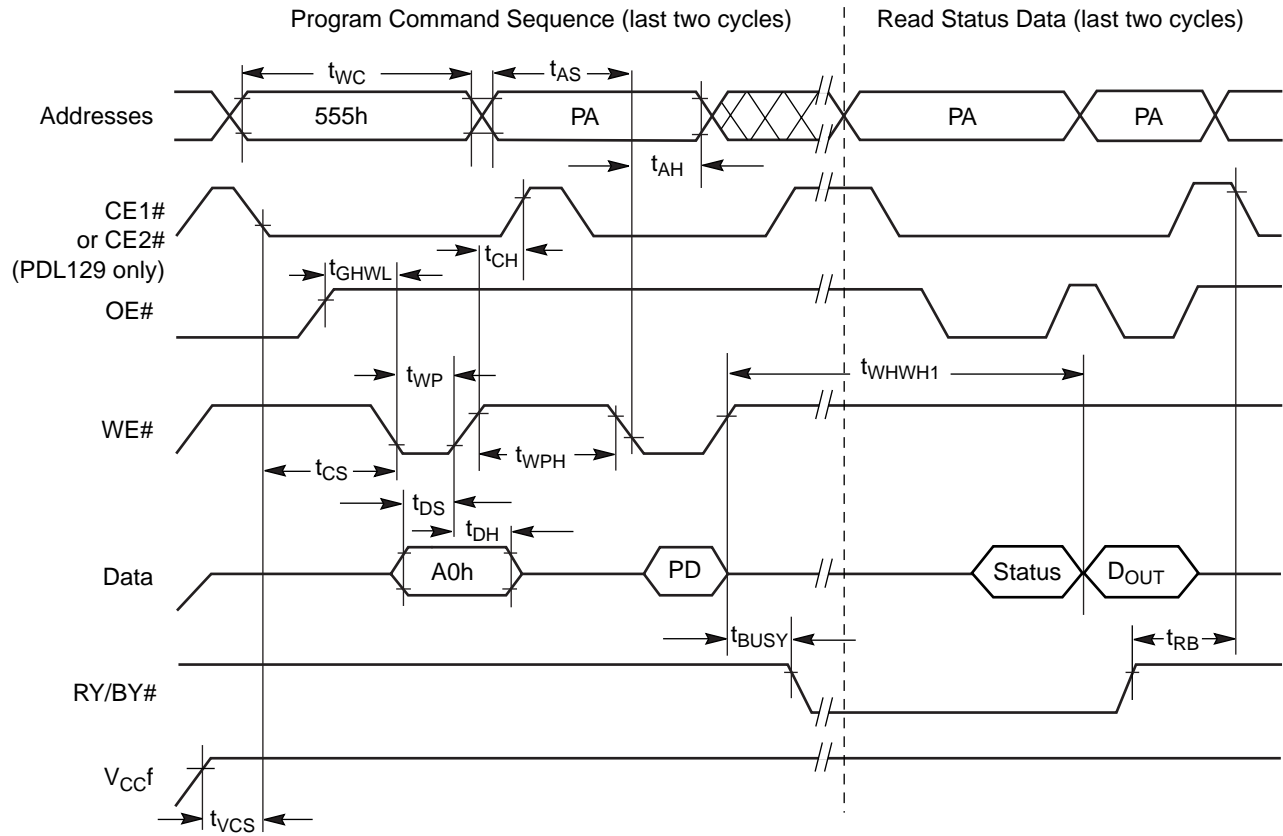 Program Command Sequence (last two cycles)
Read Status Data (last two cycles)
tWC
tAS
Addresses
555h
PA
PA
PA
tAH
CE1#
or CE2#
(PDL129 only)
tCH
tGHWL
OE#
tWP
tWHWH1
WE#
tCS
tWPH
tDS
tDH
Data
A0h
PD
Status
DOUT
tBUSY
tRB
RY/BY#
VCCf
tVCS